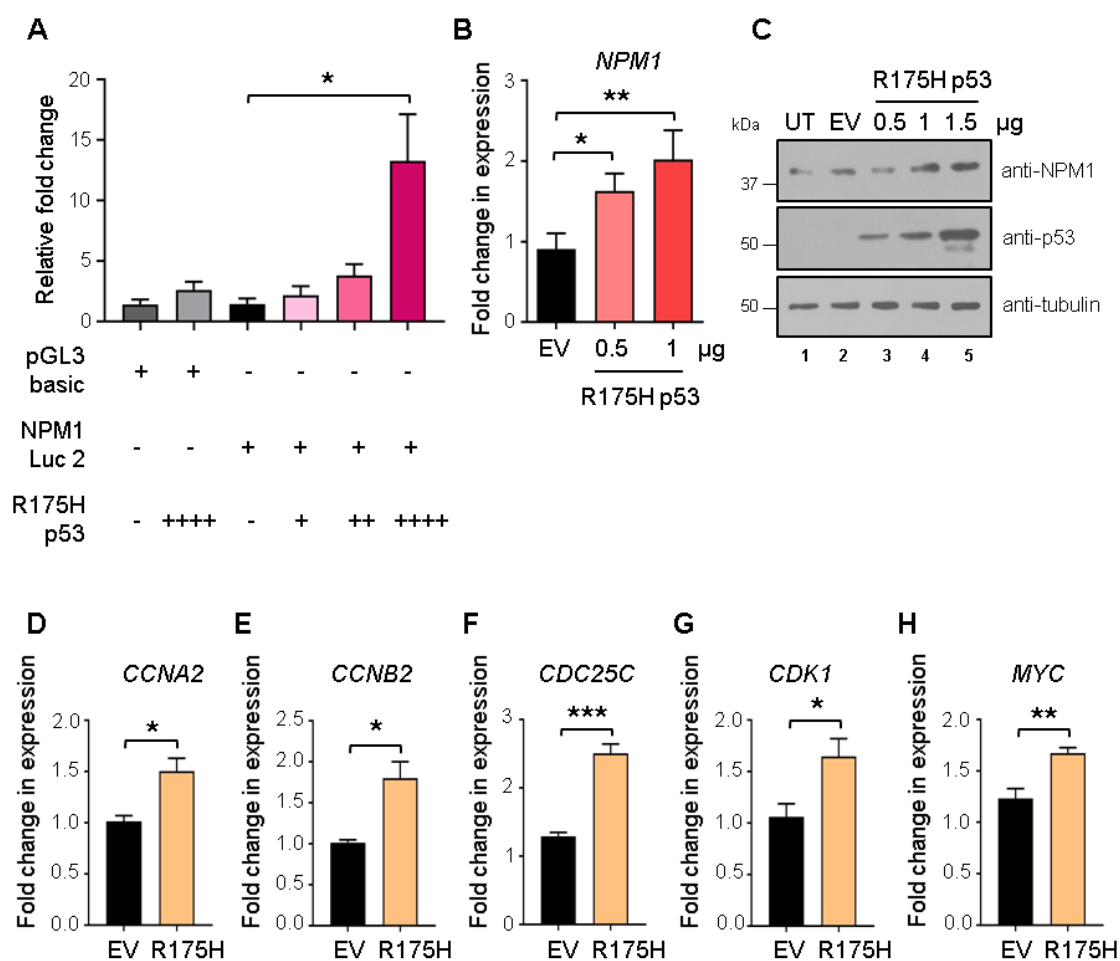 A
B
C
Relative fold change
20
15
10
5
0
*
pGL3
basic
+ + - - - -
NPM1
Luc 2
- - + + + +
R175H
p53
- ++++ - + ++ ++++
NPM1
Fold change in expression
3
2
1
0
**
*
EV 0.5 1 µg
R175H p53
R175H p53
kDa UT EV 0.5 1 1.5 µg
37
anti-NPM1
50
anti-p53
50
anti-tubulin
1 2 3 4 5
D
CCNA2
Fold change in expression
2.0
1.5
1.0
0.5
0.0
*
EV R175H
E
CCNB2
Fold change in expression
2.5
2.0
1.5
1.0
0.5
0.0
*
EV R175H
F
CDC25C
Fold change in expression
3
2
1
0
***
EV R175H
G
CDK1
Fold change in expression
2.0
1.5
1.0
0.5
0.0
*
EV R175H
H
MYC
Fold change in expression
2.0
1.5
1.0
0.5
0.0
**
EV R175H